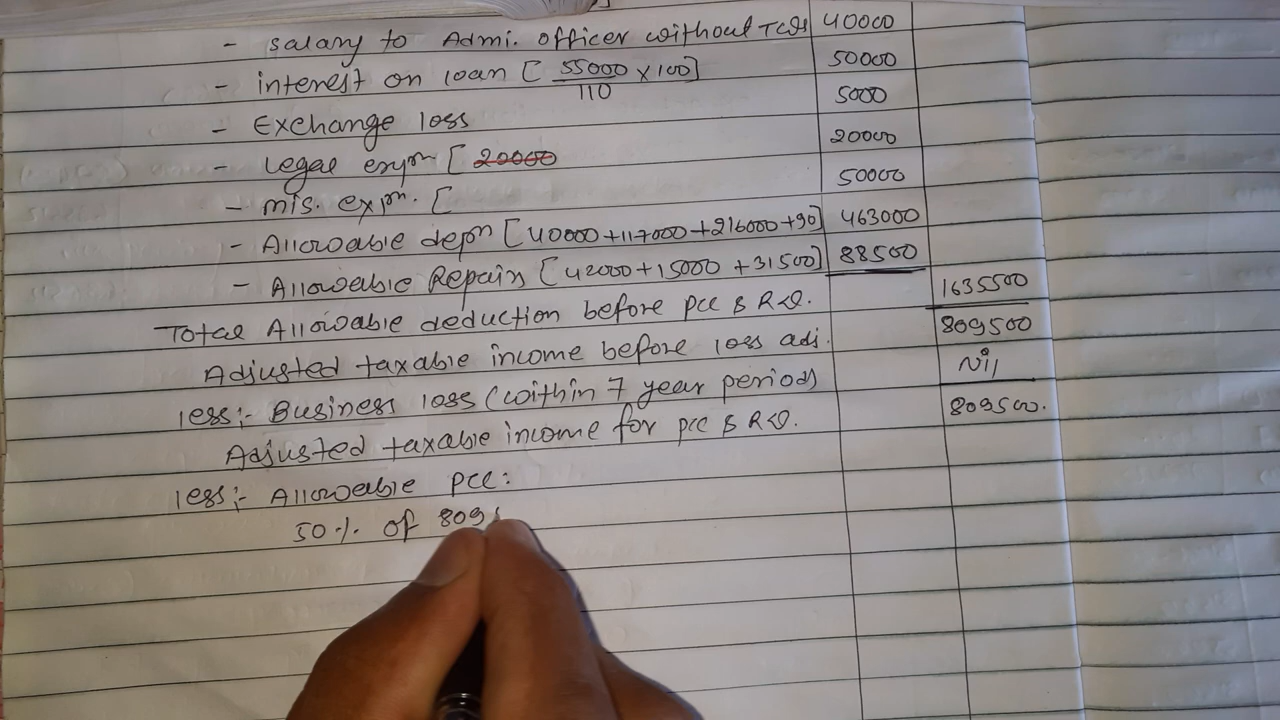 - salary to Admi. officer without TDS 40000
- interest on loan [ 55000 x 100] 50000
110
- Exchange loss 5000
- Legal expn [ 20000 20000
- mis. expn. [ 50000
- Allowable depn [40000+117000+216000+90] 463000
- Allowable Repairs [42000+15000+31500] 88500
Total Allowable deduction before pcc & R&D. 1635500
Adjusted taxable income before loss adj. 809500
less:- Business loss (within 7 year period) Nil
Adjusted taxable income for pcc & R&D. 809500.
less:- Allowable pcc:
50 % of 809